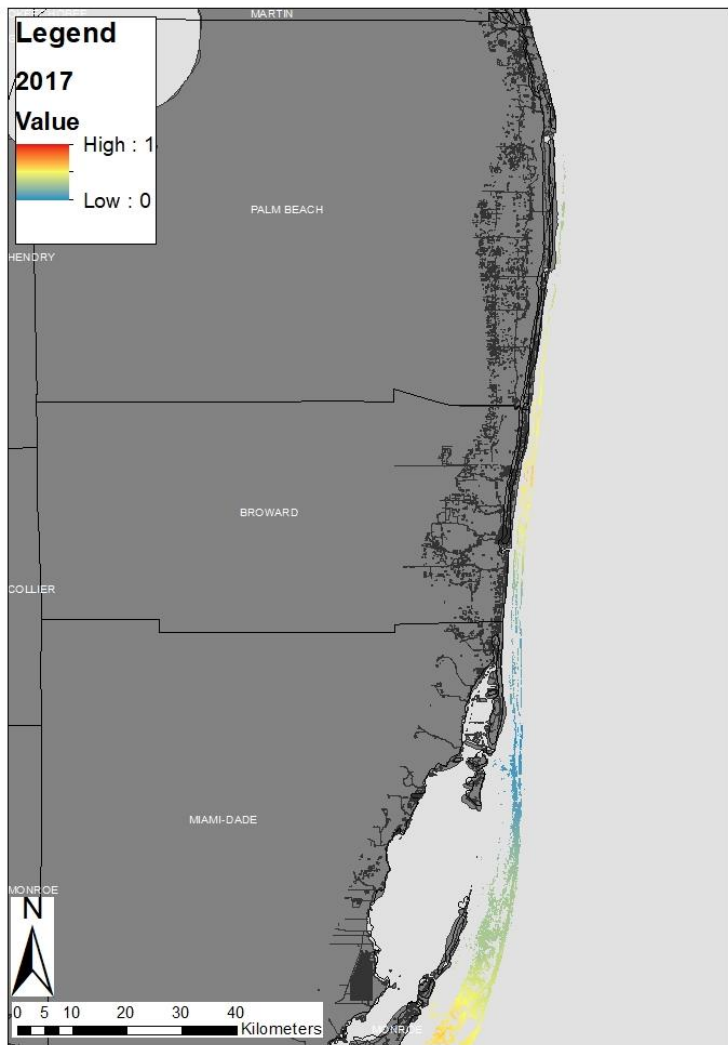 MARTIN
Legend
2017
Value
High : 1
Low : 0
PALM BEACH
HENDRY
BROWARD
COLLIER
MIAMI-DADE
MONROE
N
0 5 10 20 30 40
Kilometers
MONROE